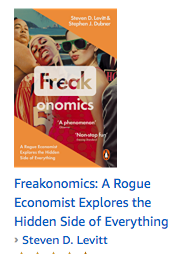 Steven D. Levitt &
Stephen J. Dubner
Freak
onomics
'A phenomenon'
'Non-stop fun'
A Rogue
Economist
Explores the
Hidden Side
of Everything
Freakonomics: A Rogue
Economist Explores the
Hidden Side of Everything
› Steven D. Levitt